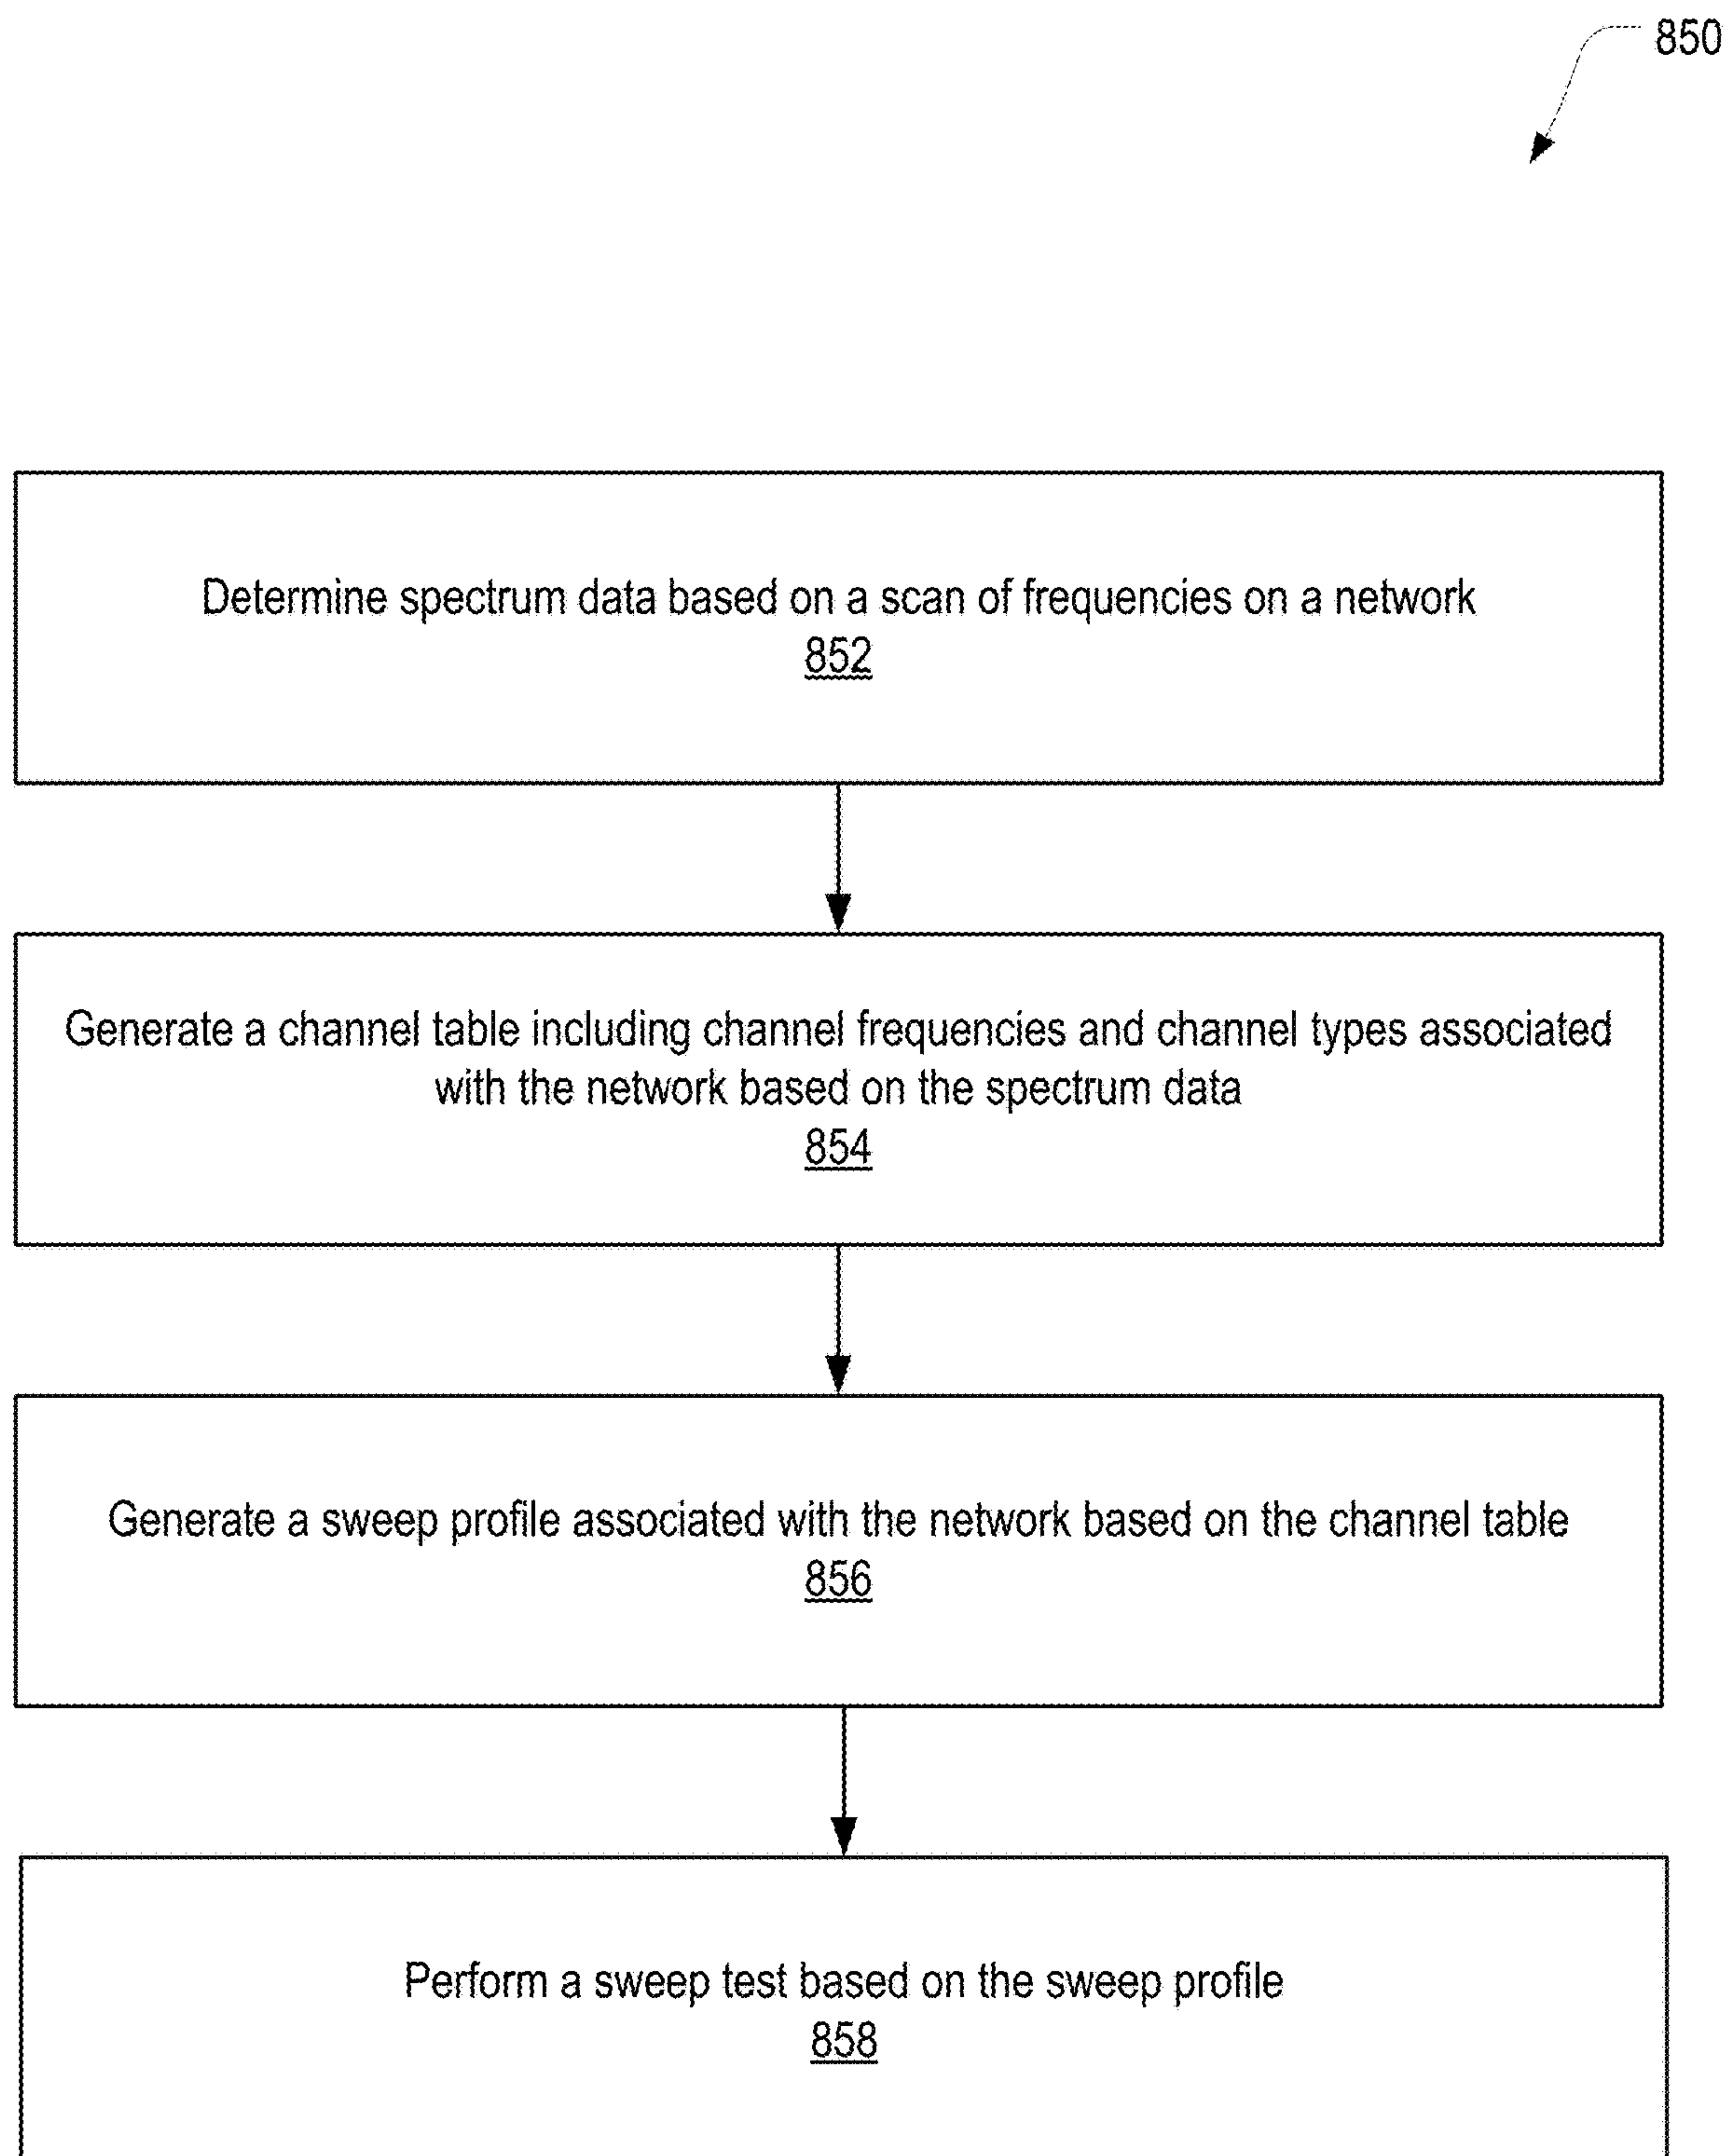 850
Determine spectrum data based on a scan of frequencies on a network
852
Generate a channel table including channel frequencies and channel types associated
with the network based on the spectrum data
854
Generate a sweep profile associated with the network based on the channel table
856
Perform a sweep test based on the sweep profile
858